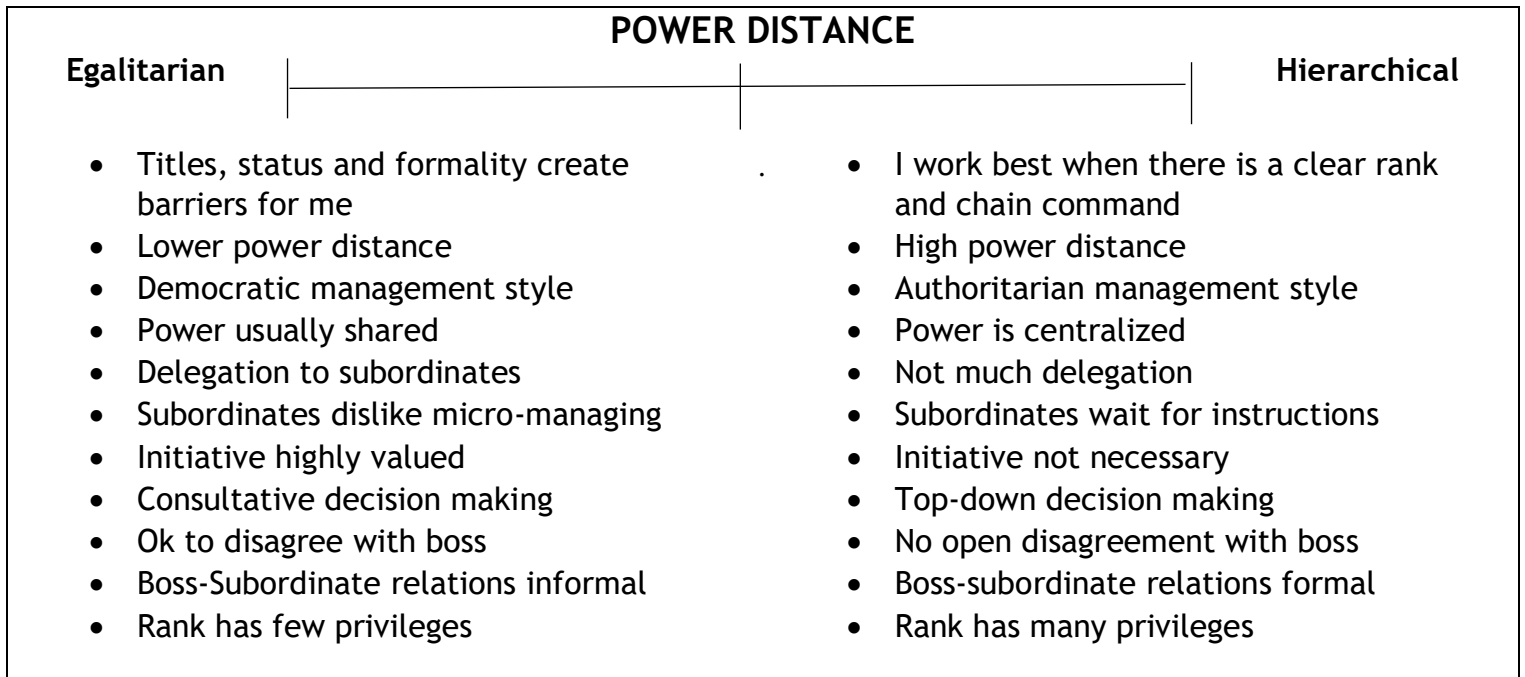 POWER DISTANCE
Egalitarian
Hierarchical
• Titles, status and formality create
barriers for me
• Lower power distance
• Democratic management style
• Power usually shared
• Delegation to subordinates
• Subordinates dislike micro-managing
• Initiative highly valued
• Consultative decision making
• Ok to disagree with boss
• Boss-Subordinate relations informal
• Rank has few privileges
.
• I work best when there is a clear rank
and chain command
• High power distance
• Authoritarian management style
• Power is centralized
• Not much delegation
• Subordinates wait for instructions
• Initiative not necessary
• Top-down decision making
• No open disagreement with boss
• Boss-subordinate relations formal
• Rank has many privileges